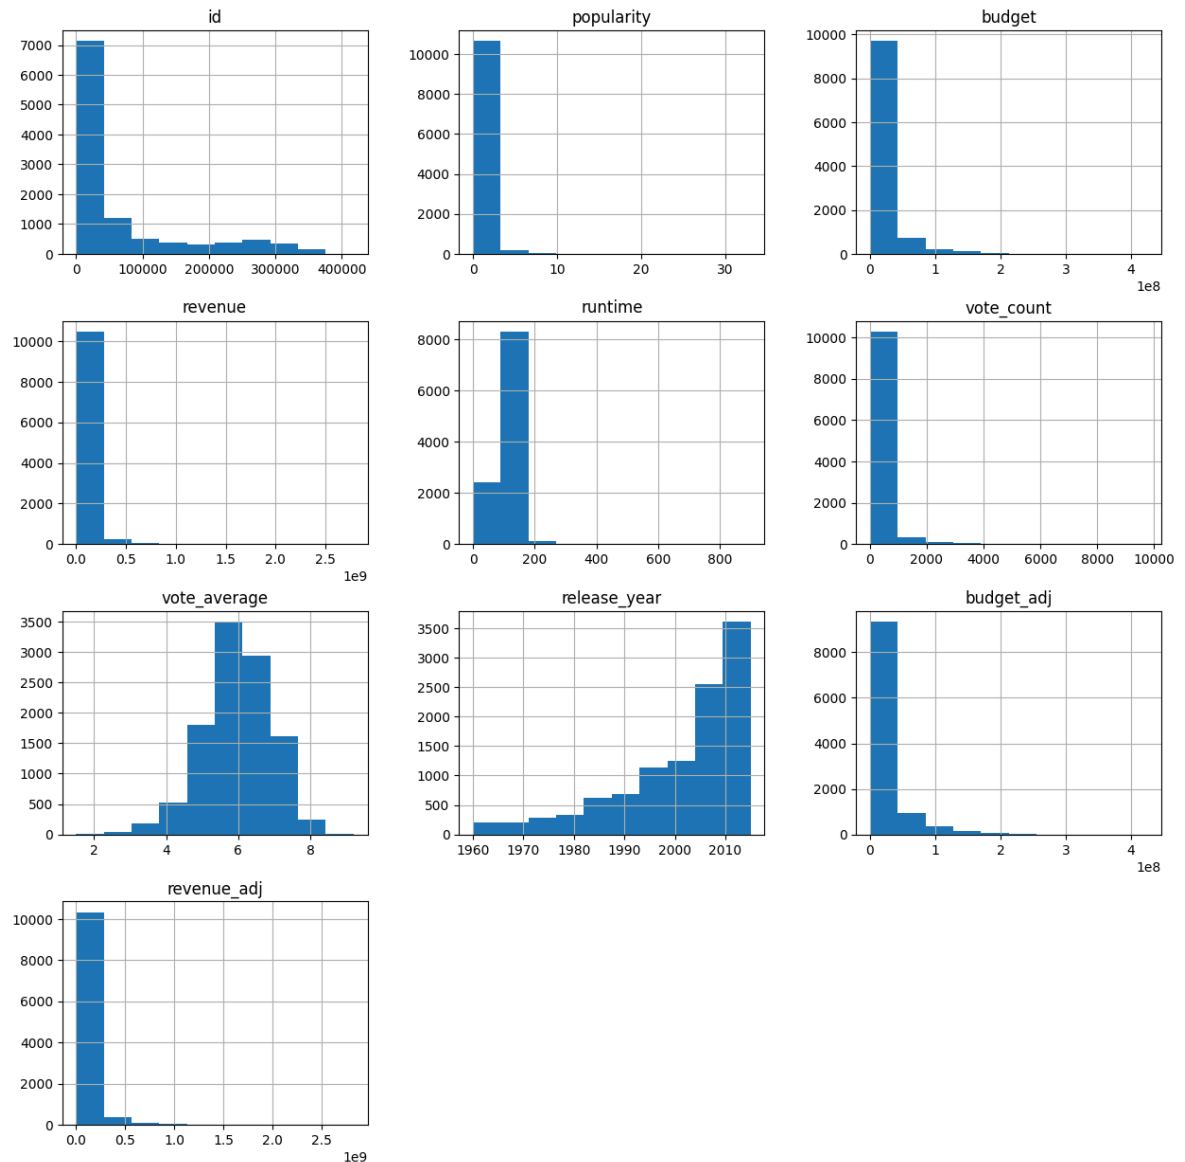 id
7000
6000
5000
4000
3000
2000
1000
0
0 100000 200000 300000 400000
popularity
10000
8000
6000
4000
2000
0
0 10 20 30
budget
10000
8000
6000
4000
2000
0
0 1 2 3 4
1e8
revenue
10000
8000
6000
4000
2000
0
0.0 0.5 1.0 1.5 2.0 2.5
1e9
runtime
8000
6000
4000
2000
0
0 200 400 600 800
vote_count
10000
8000
6000
4000
2000
0
0 2000 4000 6000 8000 10000
vote_average
3500
3000
2500
2000
1500
1000
500
0
2 4 6 8
release_year
3500
3000
2500
2000
1500
1000
500
0
1960 1970 1980 1990 2000 2010
budget_adj
8000
6000
4000
2000
0
0 1 2 3 4
1e8
revenue_adj
10000
8000
6000
4000
2000
0
0.0 0.5 1.0 1.5 2.0 2.5
1e9